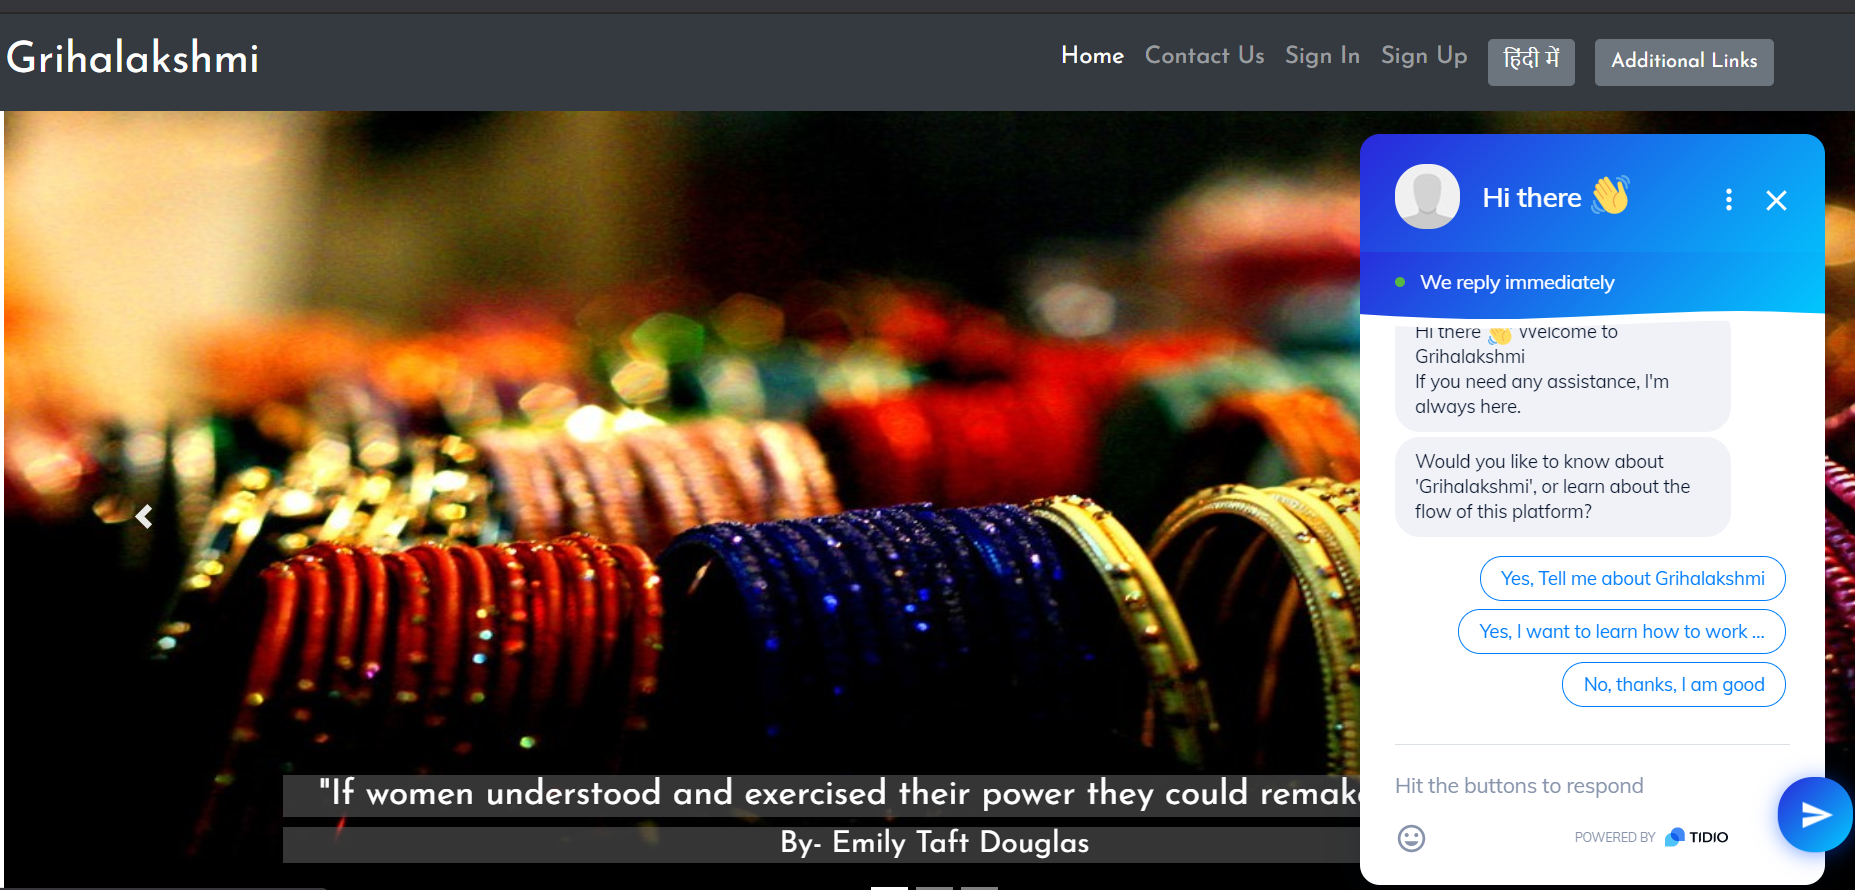 Grihalakshmi
Home Contact Us Sign In Sign Up हिंदी में Additional Links
"If women understood and exercised their power they could remake
By- Emily Taft Douglas
Hi there 👋
We reply immediately
Hi there 👋 Welcome to
Grihalakshmi
If you need any assistance, I'm
always here.
Would you like to know about
'Grihalakshmi', or learn about the
flow of this platform?
Yes, Tell me about Grihalakshmi
Yes, I want to learn how to work ...
No, thanks, I am good
Hit the buttons to respond
POWERED BY TIDIO